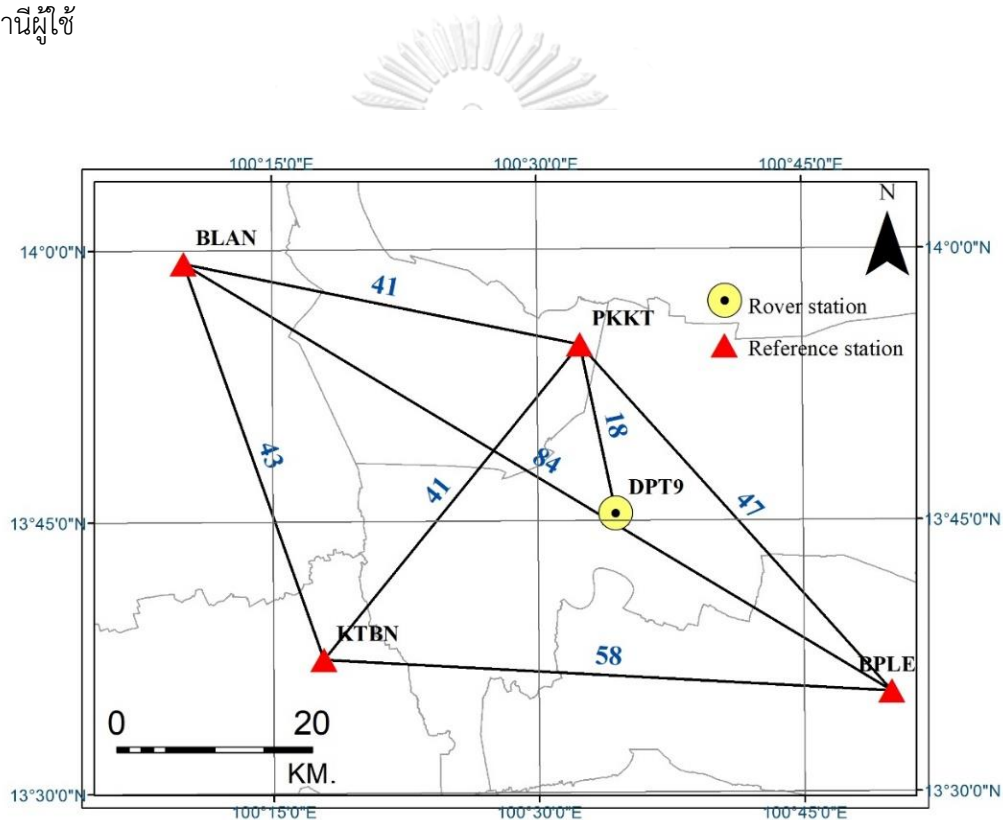 านีผู้ใช้
100°15'0"E 100°30'0"E 100°45'0"E
N
14°0'0"N 14°0'0"N
BLAN
41
PKKT
Rover station
Reference station
18
43
84
41
DPT9
47
13°45'0"N 13°45'0"N
KTBN
58
BPLE
0 20
KM.
13°30'0"N 13°30'0"N
100°15'0"E 100°30'0"E 100°45'0"E